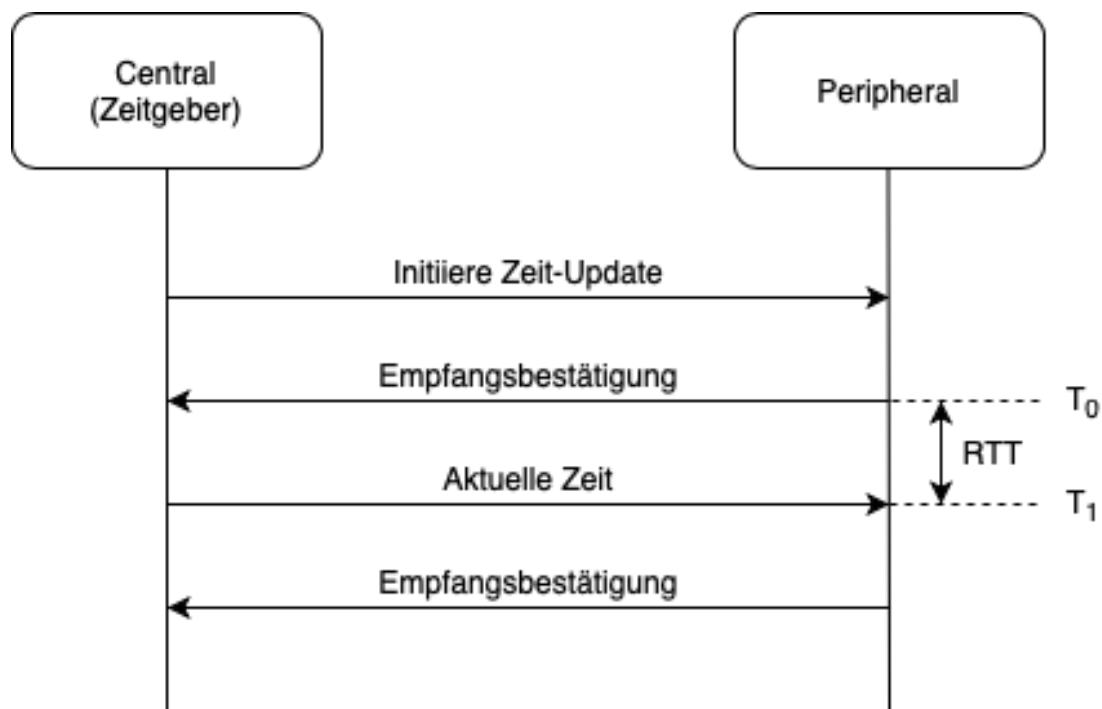 Central
(Zeitgeber)
Peripheral
Initiiere Zeit-Update
Empfangsbestätigung
T₀
RTT
Aktuelle Zeit
T₁
Empfangsbestätigung